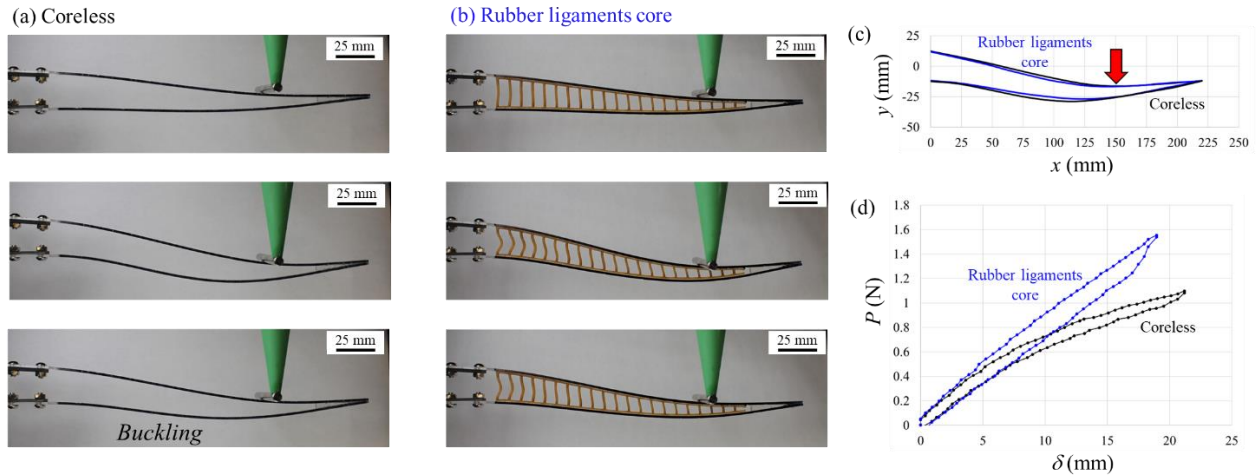 (a) Coreless
25 mm
25 mm
25 mm
Buckling
(b) Rubber ligaments core
25 mm
25 mm
25 mm
(c)
25
0
-25
-50
y (mm)
Rubber ligaments
core
Coreless
0 25 50 75 100 125 150 175 200 225 250
x (mm)
(d)
1.8
1.6
1.4
1.2
1
0.8
0.6
0.4
0.2
0
P (N)
Rubber ligaments
core
Coreless
0 5 10 15 20 25
δ (mm)